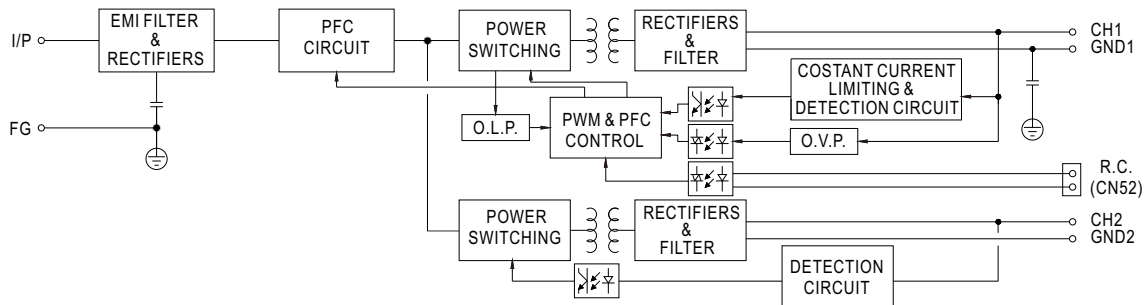 I/P
EMI FILTER
&
RECTIFIERS
PFC
CIRCUIT
POWER
SWITCHING
RECTIFIERS
&
FILTER
CH1
GND1
COSTANT CURRENT
LIMITING &
DETECTION CIRCUIT
FG
O.L.P.
PWM & PFC
CONTROL
O.V.P.
R.C.
(CN52)
POWER
SWITCHING
RECTIFIERS
&
FILTER
CH2
GND2
DETECTION
CIRCUIT